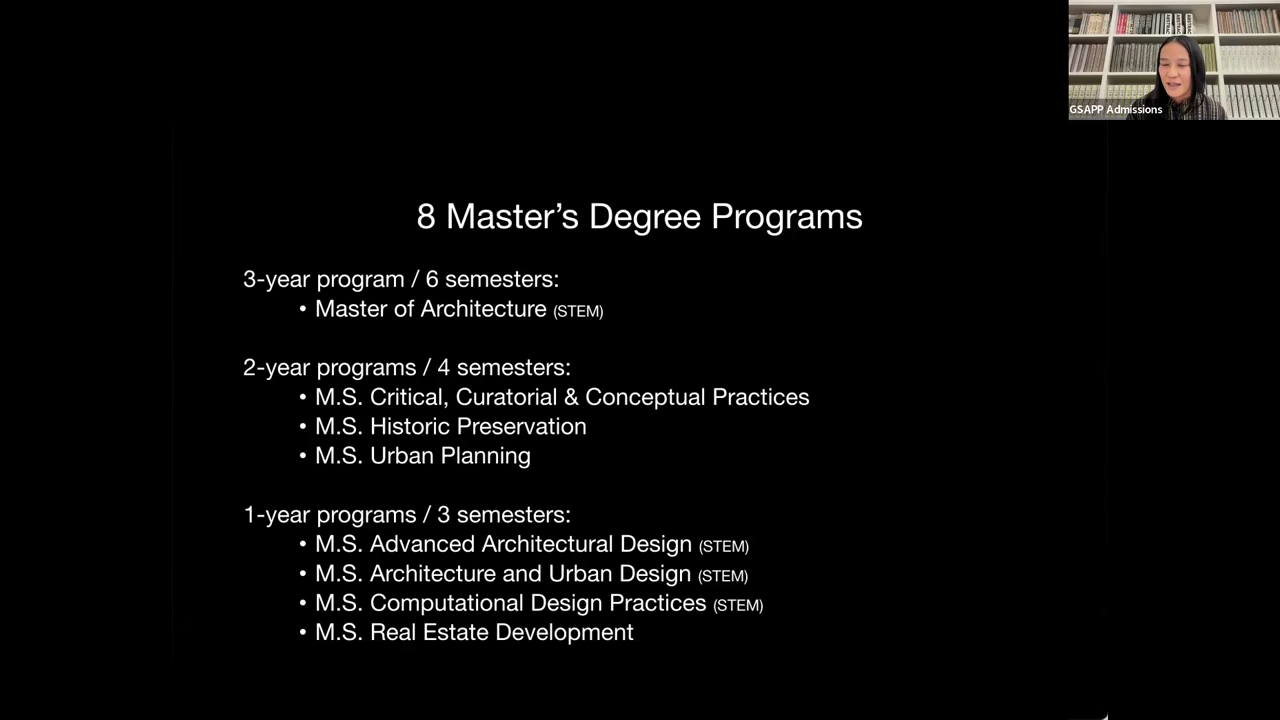 GSAPP Admissions
8 Master’s Degree Programs
3-year program / 6 semesters:
• Master of Architecture (STEM)
2-year programs / 4 semesters:
• M.S. Critical, Curatorial & Conceptual Practices
• M.S. Historic Preservation
• M.S. Urban Planning
1-year programs / 3 semesters:
• M.S. Advanced Architectural Design (STEM)
• M.S. Architecture and Urban Design (STEM)
• M.S. Computational Design Practices (STEM)
• M.S. Real Estate Development